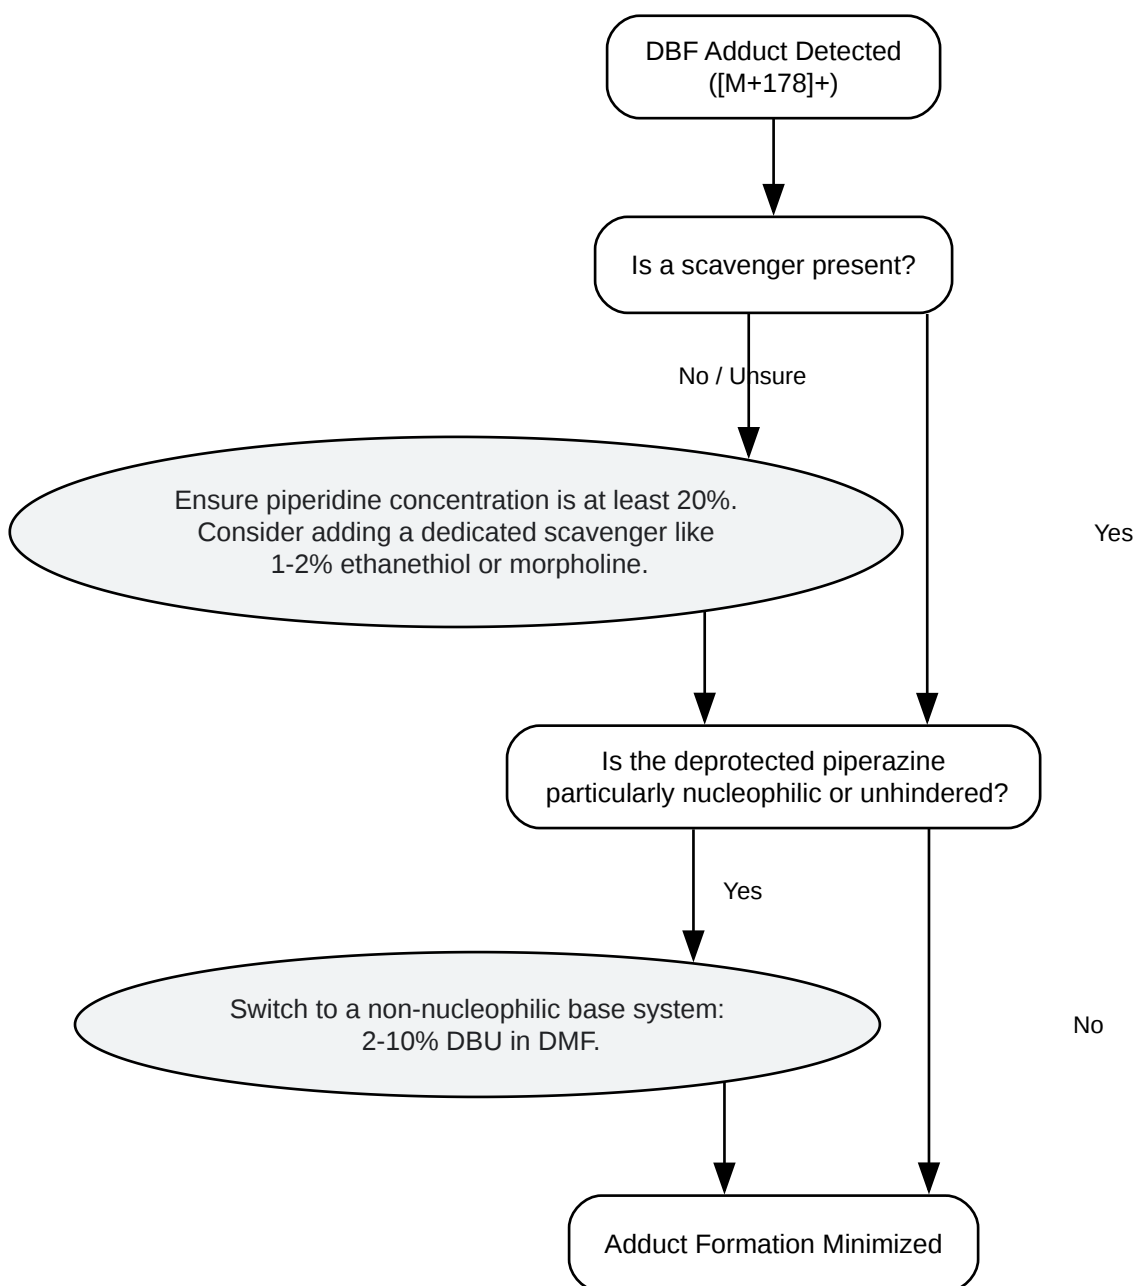 DBF Adduct Detected
([M+178]+)
Is a scavenger present?
No / Unsure
Ensure piperidine concentration is at least 20%.
Consider adding a dedicated scavenger like
1-2% ethanethiol or morpholine.
Yes
Is the deprotected piperazine
particularly nucleophilic or unhindered?
Yes
Switch to a non-nucleophilic base system:
2-10% DBU in DMF.
No
Adduct Formation Minimized